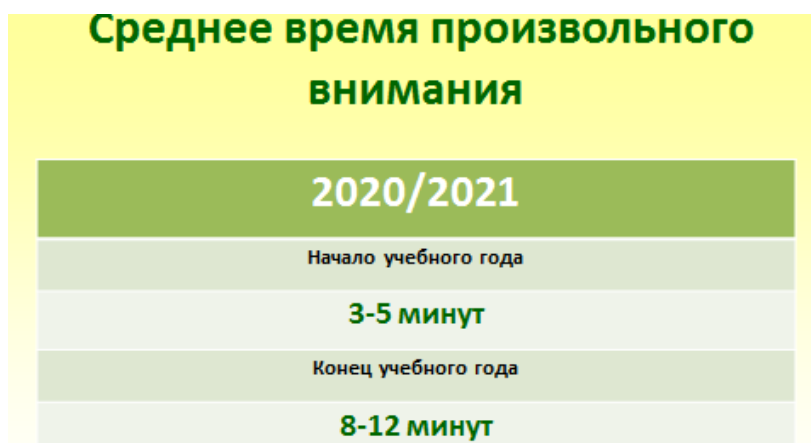 Среднее время произвольного
внимания
2020/2021
Начало учебного года
3-5 минут
Конец учебного года
8-12 минут